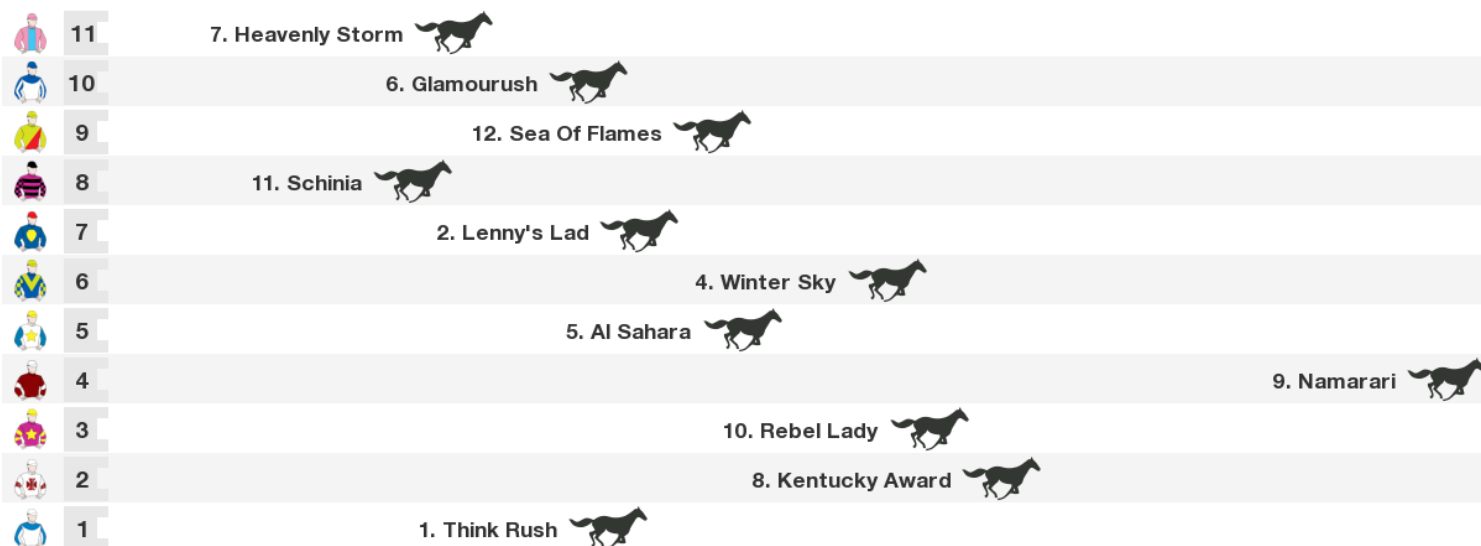 11 7. Heavenly Storm
10 6. Glamourush
9 12. Sea Of Flames
8 11. Schinia
7 2. Lenny's Lad
6 4. Winter Sky
5 5. Al Sahara
4 9. Namarari
3 10. Rebel Lady
2 8. Kentucky Award
1 1. Think Rush